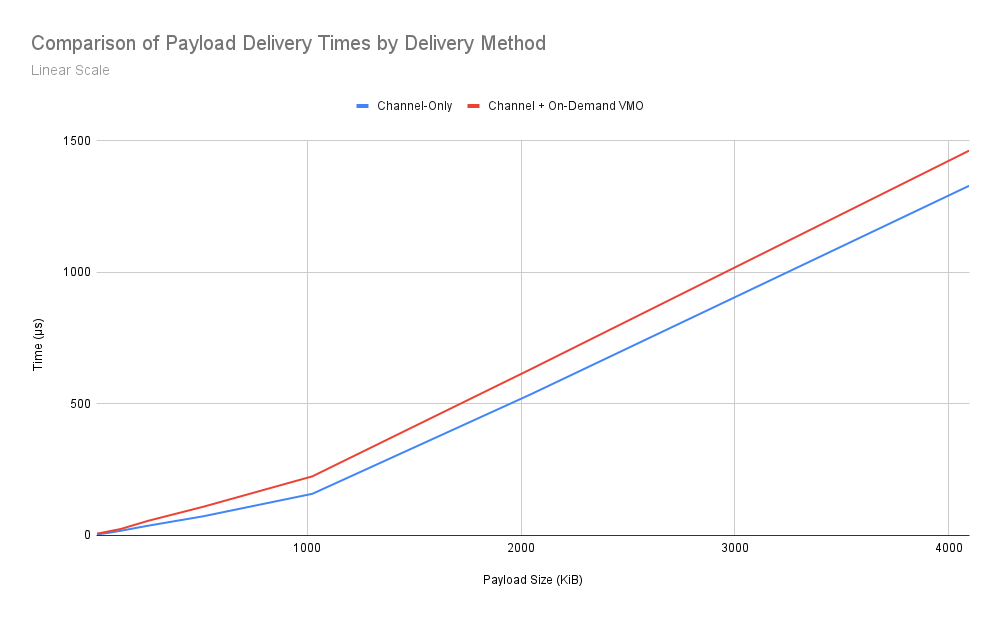 Comparison of Payload Delivery Times by Delivery Method
Linear Scale
Channel-Only Channel + On-Demand VMO
1500
1000
500
0
Time (µs)
1000 2000 3000 4000
Payload Size (KiB)